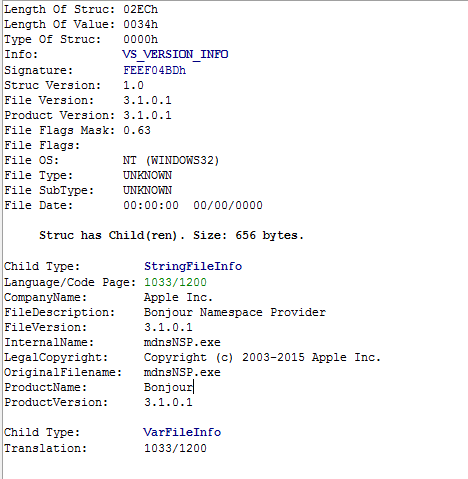 Length Of Struc: 02ECh
Length Of Value: 0034h
Type Of Struc: 0000h
Info: VS_VERSION_INFO
Signature: FEEF04BDh
Struc Version: 1.0
File Version: 3.1.0.1
Product Version: 3.1.0.1
File Flags Mask: 0.63
File Flags:
File OS: NT (WINDOWS32)
File Type: UNKNOWN
File SubType: UNKNOWN
File Date: 00:00:00 00/00/0000
Struc has Child(ren). Size: 656 bytes.
Child Type: StringFileInfo
Language/Code Page: 1033/1200
CompanyName: Apple Inc.
FileDescription: Bonjour Namespace Provider
FileVersion: 3.1.0.1
InternalName: mdnsNSP.exe
LegalCopyright: Copyright (c) 2003-2015 Apple Inc.
OriginalFilename: mdnsNSP.exe
ProductName: Bonjour
ProductVersion: 3.1.0.1
Child Type: VarFileInfo
Translation: 1033/1200